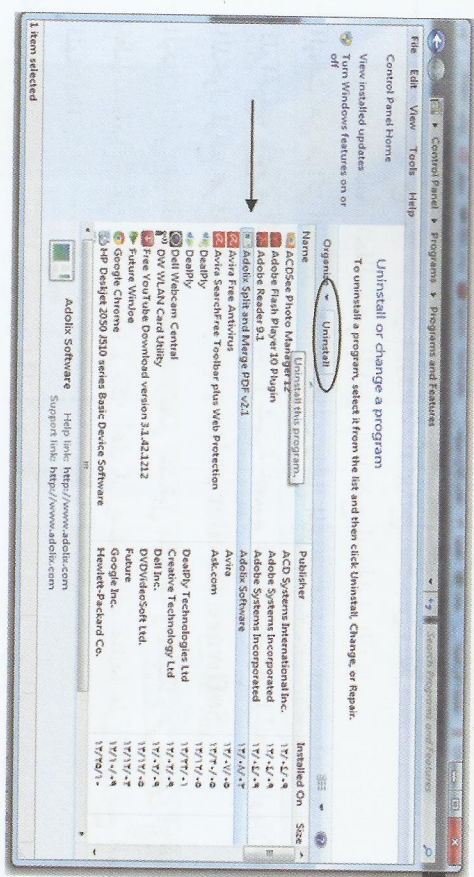 Control Panel ▸ Programs ▸ Programs and Features
Search Programs and Features
File Edit View Tools Help
Control Panel Home
View installed updates
Turn Windows features on or off
Uninstall or change a program
To uninstall a program, select it from the list and then click Uninstall, Change, or Repair.
Organize Uninstall
Uninstall this program.
Name Publisher Installed On Size
ACDSee Photo Manager 12 ACD Systems International Inc.
Adobe Flash Player 10 Plugin Adobe Systems Incorporated
Adobe Reader 9.1 Adobe Systems Incorporated
Adolix Split and Merge PDF v2.1 Adolix Software
Avira Free Antivirus Avira
Avira SearchFree Toolbar plus Web Protection Ask.com
DealPly
DealPly DealPly Technologies Ltd
Dell Webcam Central Creative Technology Ltd
DW WLAN Card Utility Dell Inc.
Free YouTube Download version 3.1.42.1212 DVDVideoSoft Ltd.
Future WinJoe Future
Google Chrome Google Inc.
HP Deskjet 2050 J510 series Basic Device Software Hewlett-Packard Co.
Adolix Software Help link: http://www.adolix.com
Support link: http://www.adolix.com
1 item selected